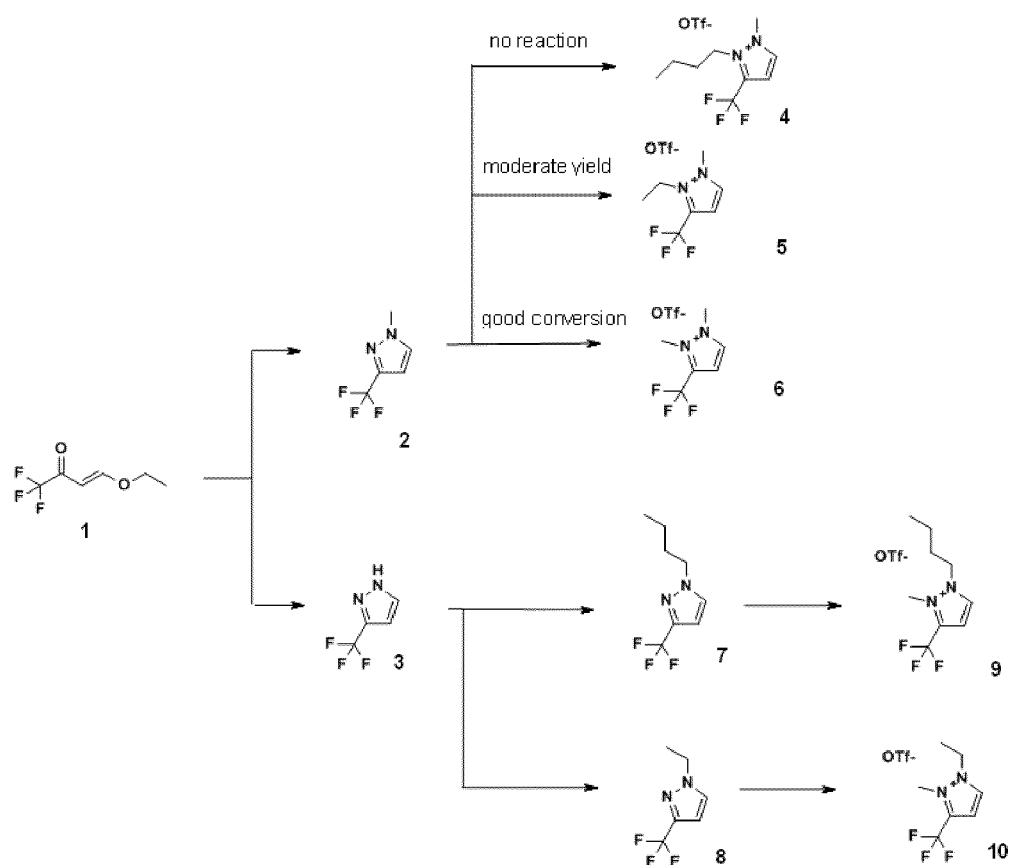 OTf-
no reaction
N
N
+
F
F
F
4
OTf-
moderate yield
N
N
+
F
F
F
5
good conversion
OTf-
N
N
+
F
F
F
6
N
N
F
F
F
2
O
F
F
F
O
1
H
N
N
F
F
F
3
N
N
F
F
F
7
OTf-
N
N
+
F
F
F
9
N
N
F
F
F
8
OTf-
N
N
+
F
F
F
10